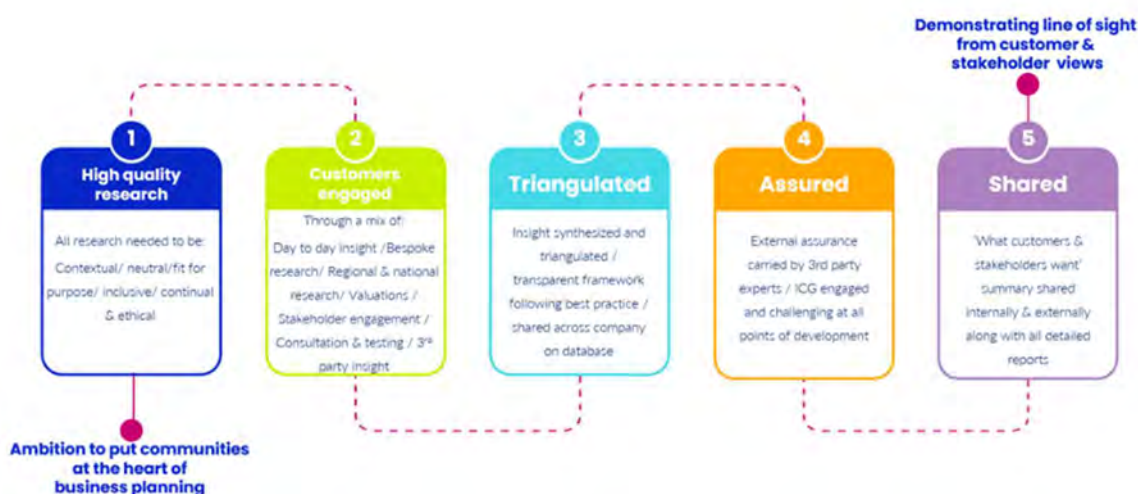 Demonstrating line of sight
from customer &
stakeholder views
1
High quality
research
All research needed to be:
Contextual/ neutral/fit for
purpose/ inclusive/ continual
& ethical
Ambition to put communities
at the heart of
business planning
2
Customers
engaged
Through a mix of:
Day to day insight /Bespoke
research/ Regional & national
research/ Valuations /
Stakeholder engagement /
Consultation & testing / 3rd
party insight
3
Triangulated
Insight synthesized and
triangulated /
transparent framework
following best practice /
shared across company
on database
4
Assured
External assurance
carried by 3rd party
experts / ICG engaged
and challenging at all
points of development
5
Shared
'What customers &
stakeholders want'
summary shared
internally & externally
along with all detailed
reports